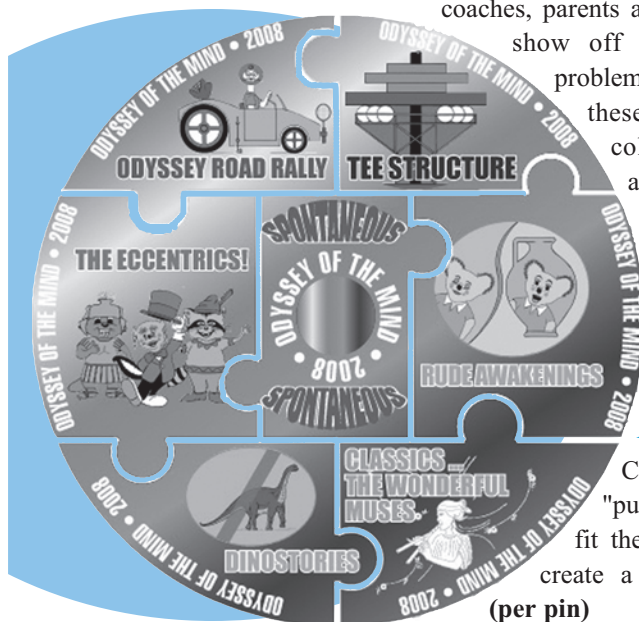 coaches, parents a
show off
problem
these
col
a
ODYSSEY OF THE MIND • 2008
ODYSSEY ROAD RALLY
ODYSSEY OF THE MIND • 2008
TEE STRUCTURE
ODYSSEY OF THE MIND • 2008
THE ECCENTRICS!
SPONTANEOUS
ODYSSEY OF THE MIND • 2008 •
SPONTANEOUS
ODYSSEY OF THE MIND • 2008
RUDE AWAKENINGS
ODYSSEY OF THE MIND • 2008
DINOSTORIES
CLASSICS...
THE WONDERFUL
MUSES.
ODYSSEY OF THE MIND • 2008
C
"pu
fit the
create a
(per pin)